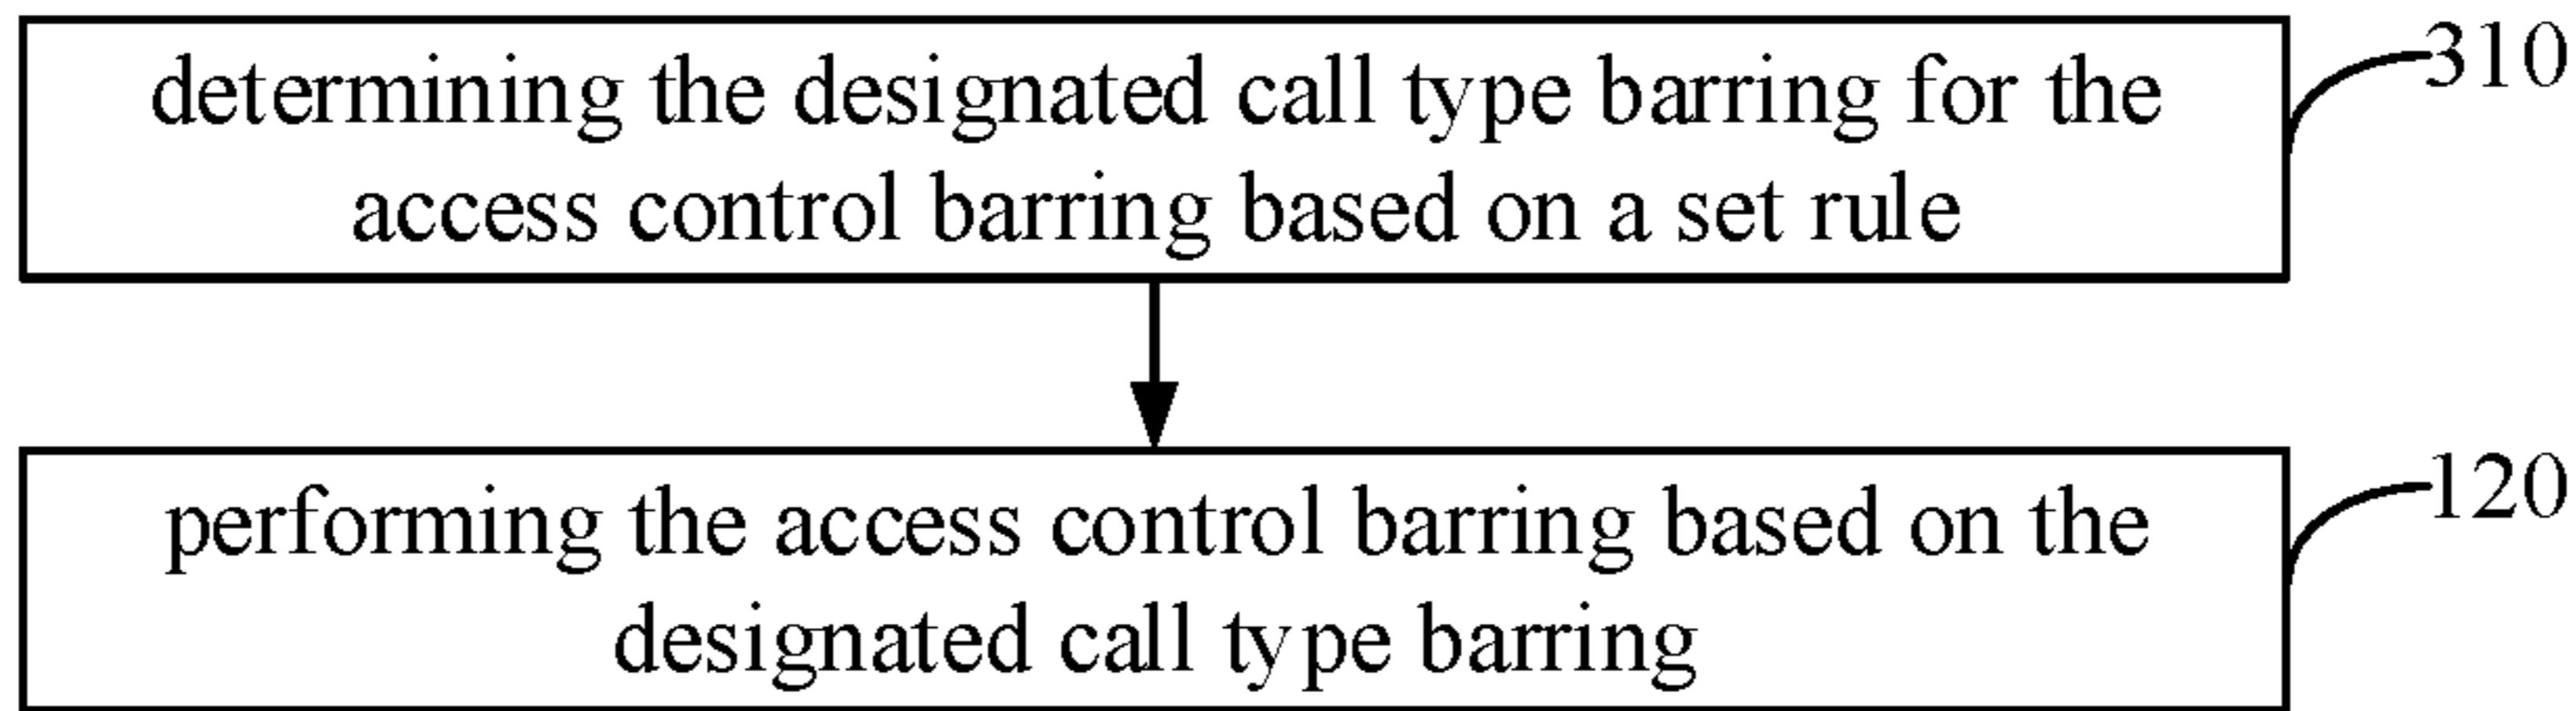 determining the designated call type barring for the
310
access control barring based on a set rule
performing the access control barring based on the
120
designated call type barring